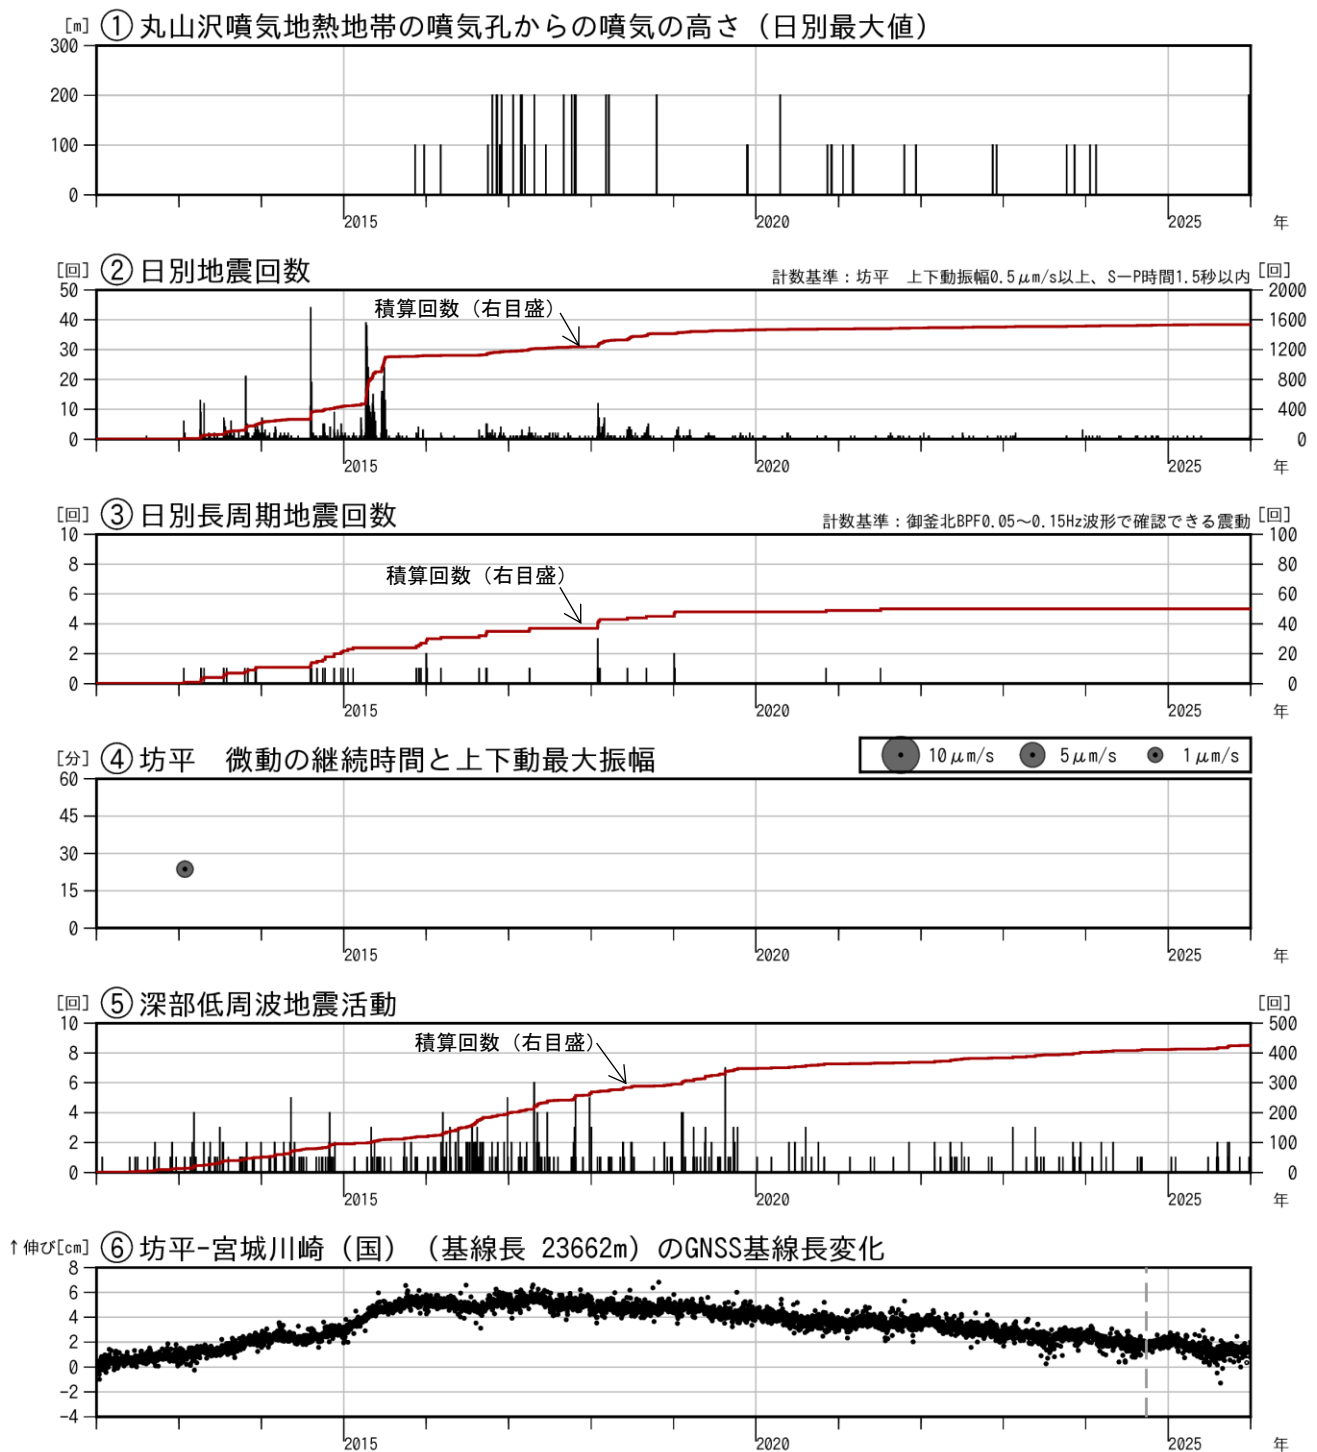 [m] ①丸山沢噴気地熱地帯の噴気孔からの噴気の高さ（日別最大値）
300
200
100
0
2015 2020 2025 年
[回] ②日別地震回数
計数基準：坊平　上下動振幅0.5μm/s以上、S－P時間1.5秒以内 [回]
積算回数（右目盛）
50 2000
40 1600
30 1200
20 800
10 400
0 0
2015 2020 2025 年
[回] ③日別長周期地震回数
計数基準：御釜北BPF0.05～0.15Hz波形で確認できる震動 [回]
積算回数（右目盛）
10 100
8 80
6 60
4 40
2 20
0 0
2015 2020 2025 年
[分] ④坊平　微動の継続時間と上下動最大振幅
10μm/s 5μm/s 1μm/s
60
45
30
15
0
2015 2020 2025 年
[回] ⑤深部低周波地震活動 [回]
積算回数（右目盛）
10 500
8 400
6 300
4 200
2 100
0 0
2015 2020 2025 年
↑伸び[cm] ⑥坊平-宮城川崎（国）（基線長 23662m）のGNSS基線長変化
8
6
4
2
0
-2
-4
2015 2020 2025 年